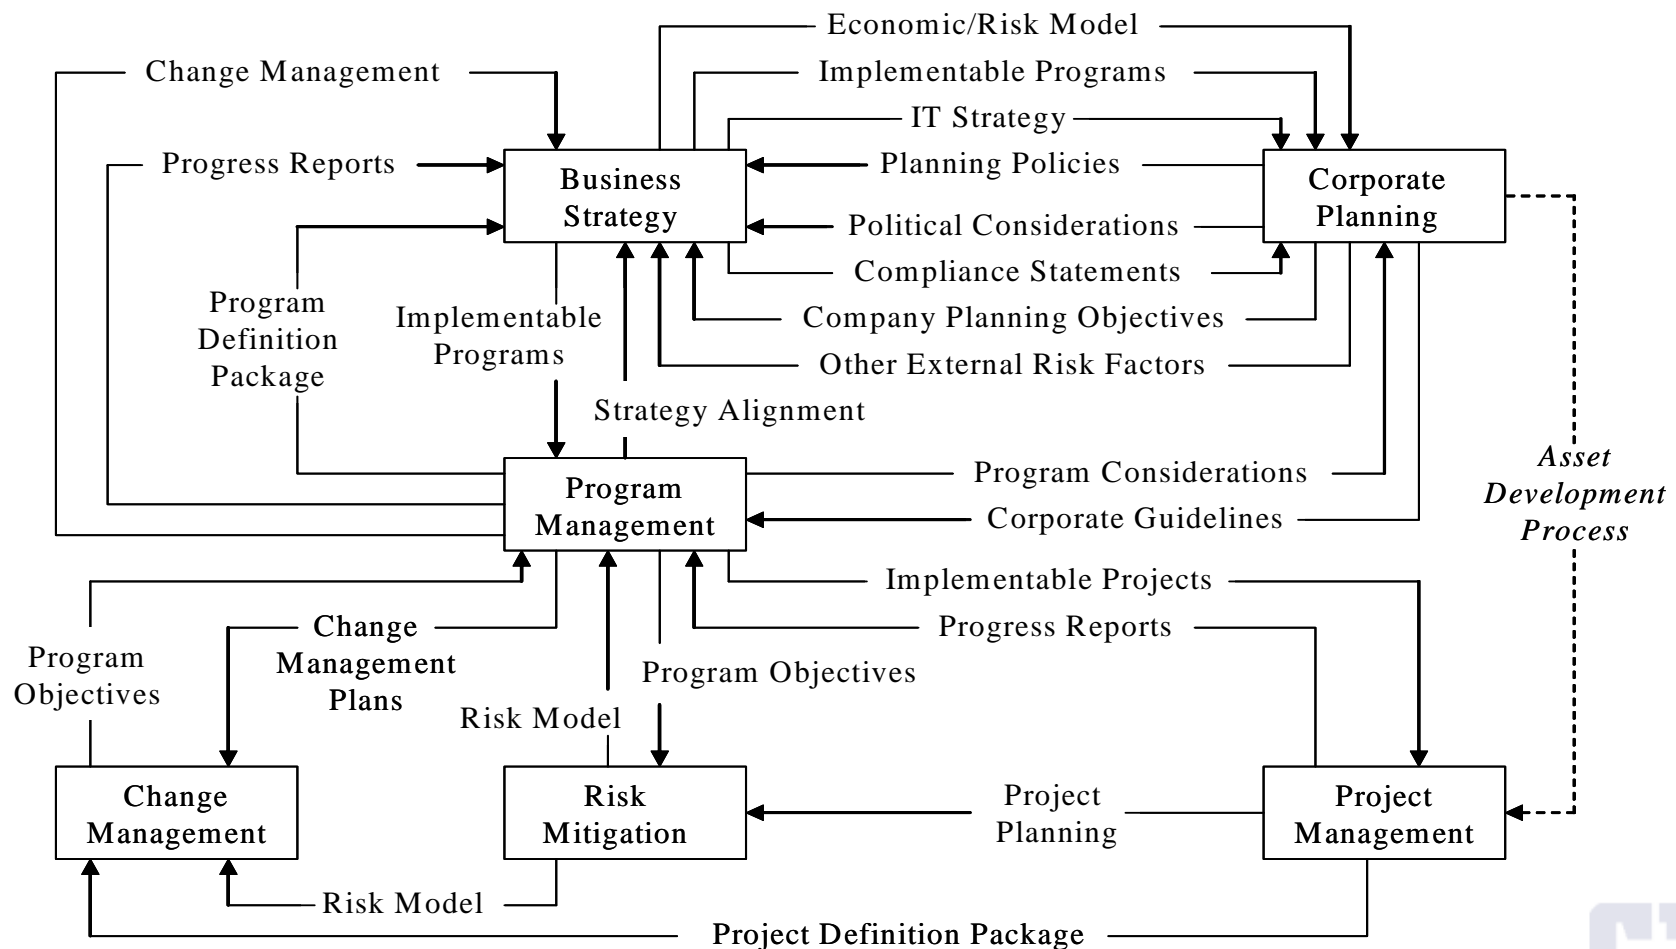 Economic/Risk Model
Change Management
Implementable Programs
IT Strategy
Progress Reports
Business
Strategy
Planning Policies
Corporate
Planning
Political Considerations
Compliance Statements
Program
Definition
Package
Implementable
Programs
Company Planning Objectives
Other External Risk Factors
Strategy Alignment
Asset
Development
Process
Program
Management
Program Considerations
Corporate Guidelines
Implementable Projects
Progress Reports
Change
Management
Plans
Program
Objectives
Program Objectives
Risk Model
Change
Management
Risk
Mitigation
Project
Planning
Project
Management
Risk Model
Project Definition Package